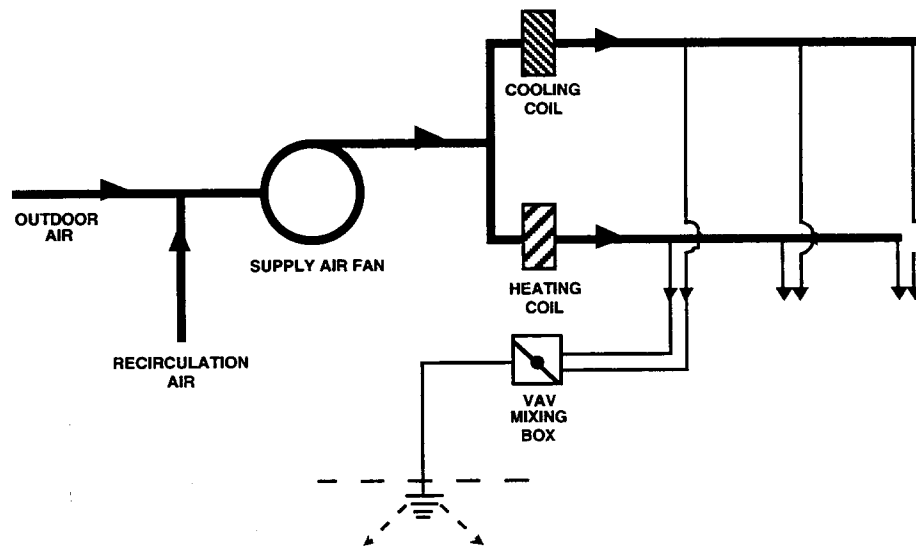 COOLING
COIL
OUTDOOR
AIR
SUPPLY AIR FAN
HEATING
COIL
RECIRCULATION
AIR
VAV
MIXING
BOX